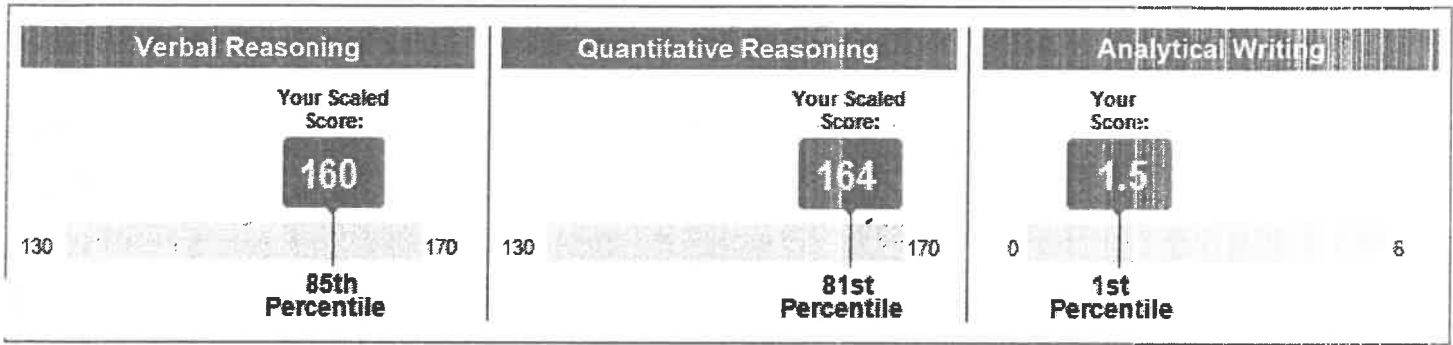 Verbal Reasoning
Your Scaled
Score:
160
130
170
85th
Percentile
Quantitative Reasoning
Your Scaled
Score:
164
130
170
81st
Percentile
Analytical Writing
Your
Score:
1.5
0
6
1st
Percentile